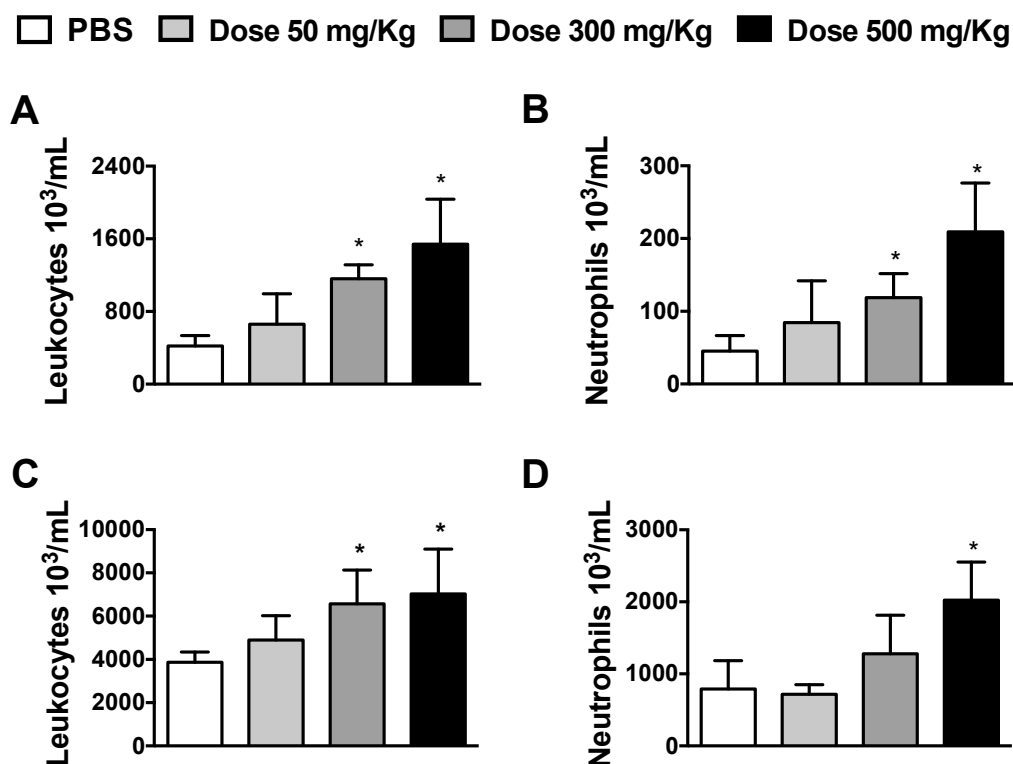 PBS Dose 50 mg/Kg Dose 300 mg/Kg Dose 500 mg/Kg
A
Leukocytes 10³/mL
2400
1600
800
0
*
*
B
Neutrophils 10³/mL
300
200
100
0
*
*
C
Leukocytes 10³/mL
10000
8000
6000
4000
2000
0
*
*
D
Neutrophils 10³/mL
3000
2000
1000
0
*